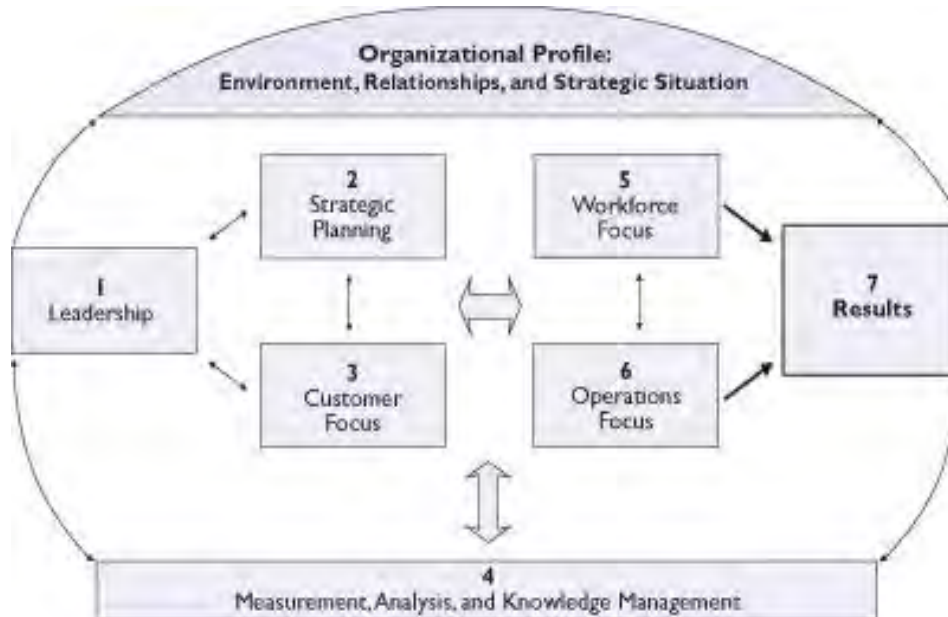 Organizational Profile:
Environment, Relationships, and Strategic Situation
2
Strategic
Planning
5
Workforce
Focus
1
Leadership
7
Results
3
Customer
Focus
6
Operations
Focus
4
Measurement, Analysis, and Knowledge Management